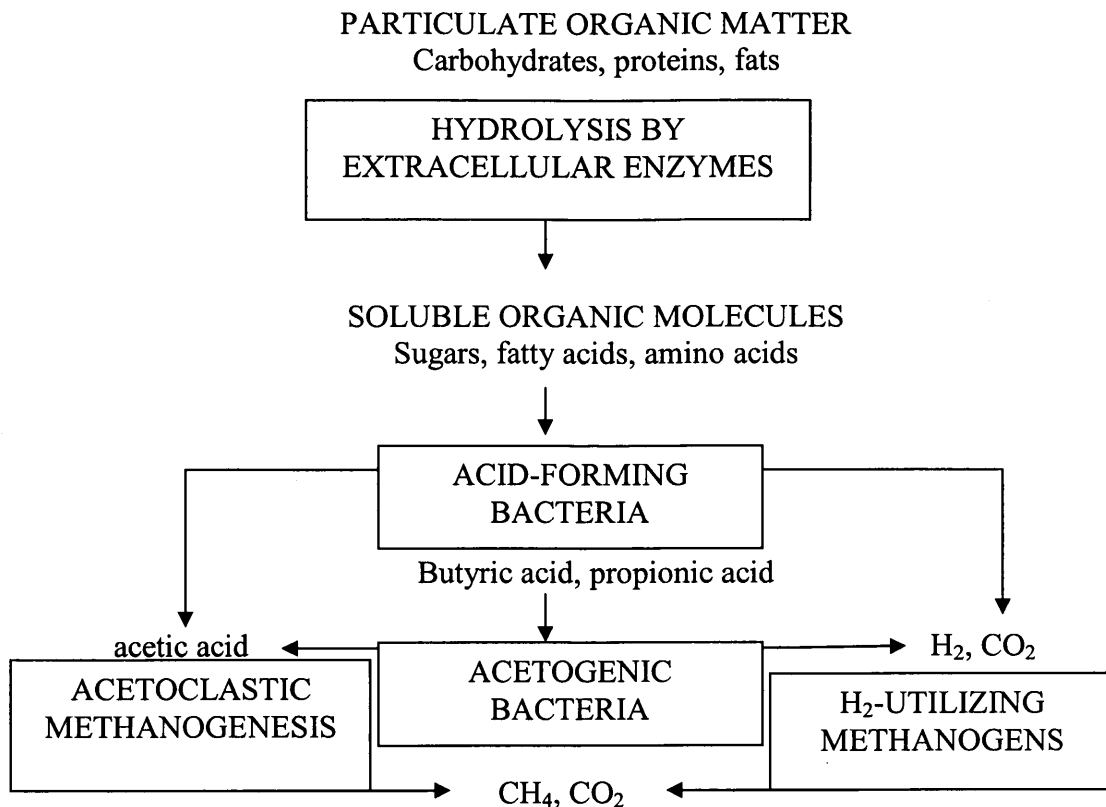 PARTICULATE ORGANIC MATTER
Carbohydrates, proteins, fats
HYDROLYSIS BY
EXTRACELLULAR ENZYMES
SOLUBLE ORGANIC MOLECULES
Sugars, fatty acids, amino acids
ACID-FORMING
BACTERIA
Butyric acid, propionic acid
acetic acid
H₂, CO₂
ACETOCLASTIC
METHANOGENESIS
ACETOGENIC
BACTERIA
H₂-UTILIZING
METHANOGENS
CH₄, CO₂